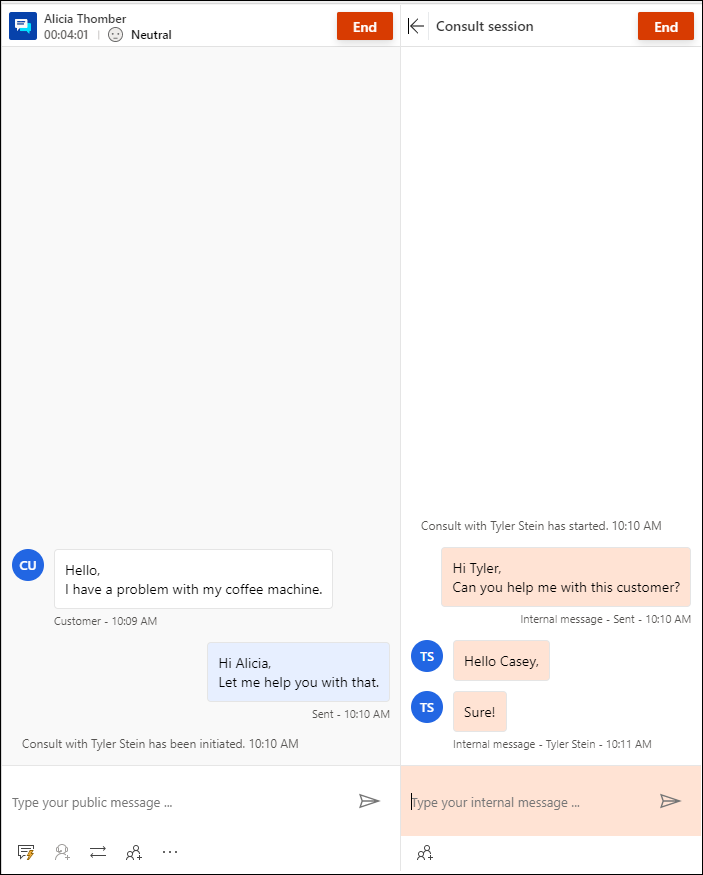 Alicia Thomber
00:04:01
Neutral
End
Hello,
I have a problem with my coffee machine.
CU
Customer - 10:09 AM
Hi Alicia,
Let me help you with that.
Sent - 10:10 AM
Consult with Tyler Stein has been initiated. 10:10 AM
Type your public message ...
Consult session
End
Consult with Tyler Stein has started. 10:10 AM
Hi Tyler,
Can you help me with this customer?
Internal message - Sent - 10:10 AM
TS
Hello Casey,
TS
Sure!
Internal message - Tyler Stein - 10:11 AM
Type your internal message ...